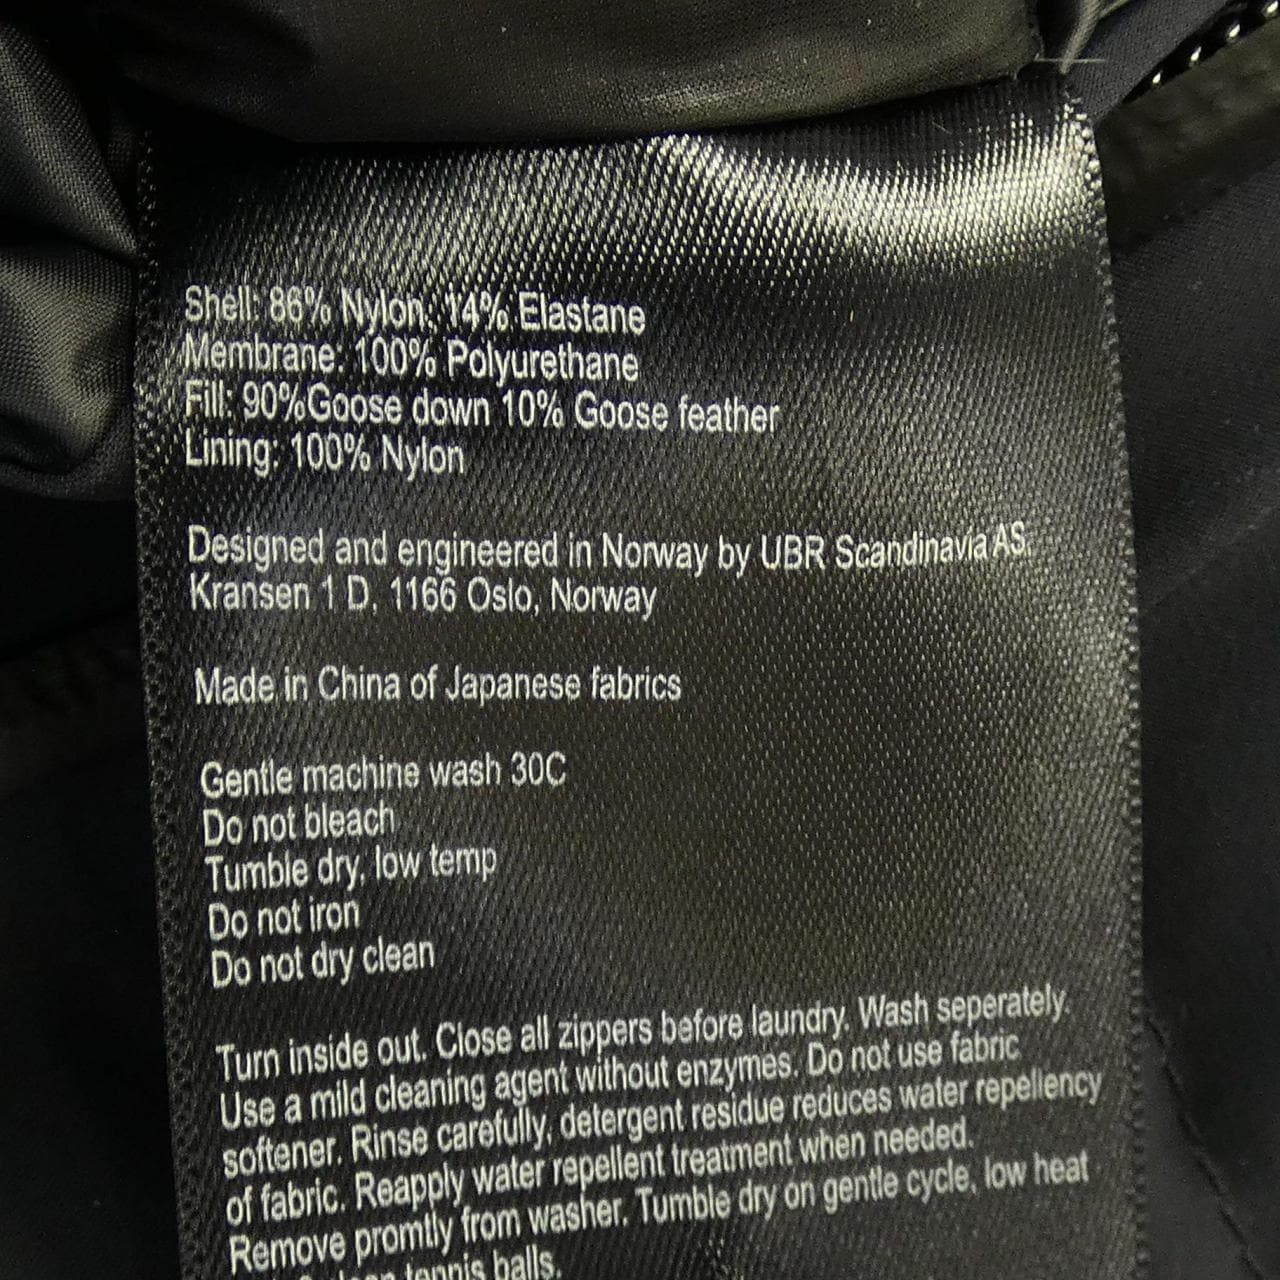 Shell: 86% Nylon; 14% Elastane
Membrane: 100% Polyurethane
Fill: 90%Goose down 10% Goose feather
Lining: 100% Nylon
Designed and engineered in Norway by UBR Scandinavia AS.
Kransen 1 D, 1166 Oslo, Norway
Made in China of Japanese fabrics
Gentle machine wash 30C
Do not bleach
Tumble dry, low temp
Do not iron
Do not dry clean
Turn inside out. Close all zippers before laundry. Wash seperately.
Use a mild cleaning agent without enzymes. Do not use fabric
softener. Rinse carefully, detergent residue reduces water repellency
of fabric. Reapply water repellent treatment when needed.
Remove promtly from washer. Tumble dry on gentle cycle, low heat
clean tennis balls.